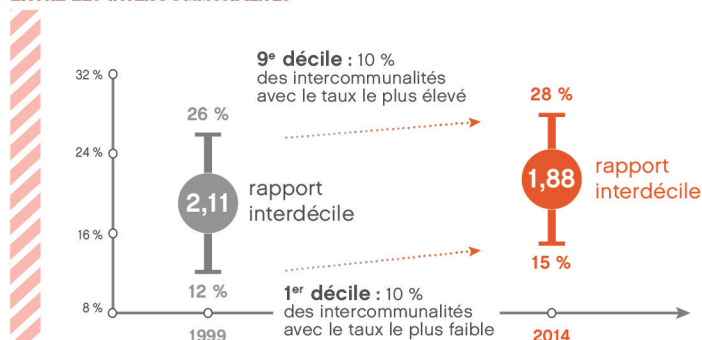 9e décile : 10 %
des intercommunalités
avec le taux le plus élevé
32 %
28 %
26 %
24 %
2,11
rapport
interdécile
1,88
rapport
interdécile
16 %
15 %
12 %
1er décile : 10 %
des intercommunalités
avec le taux le plus faible
8 %
1999
2014